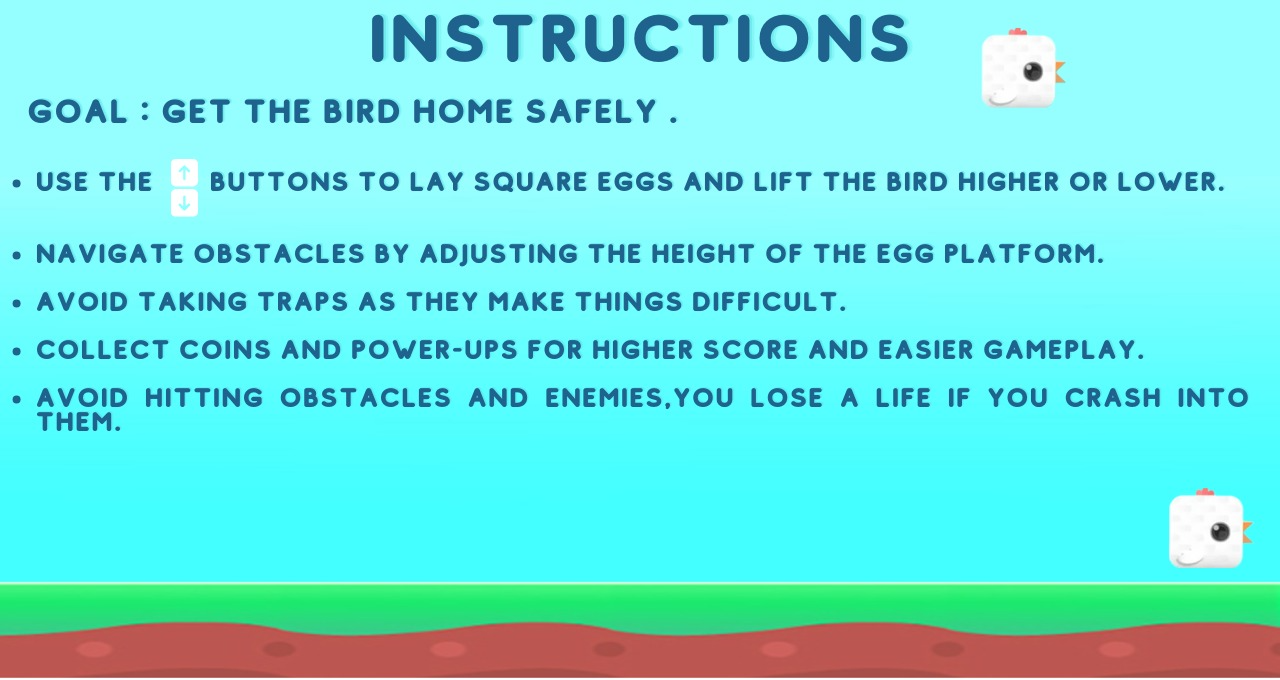 INSTRUCTIONS
GOAL : GET THE BIRD HOME SAFELY .
• USE THE ↑ ↓ BUTTONS TO LAY SQUARE EGGS AND LIFT THE BIRD HIGHER OR LOWER.
• NAVIGATE OBSTACLES BY ADJUSTING THE HEIGHT OF THE EGG PLATFORM.
• AVOID TAKING TRAPS AS THEY MAKE THINGS DIFFICULT.
• COLLECT COINS AND POWER-UPS FOR HIGHER SCORE AND EASIER GAMEPLAY.
• AVOID HITTING OBSTACLES AND ENEMIES,YOU LOSE A LIFE IF YOU CRASH INTO
THEM.